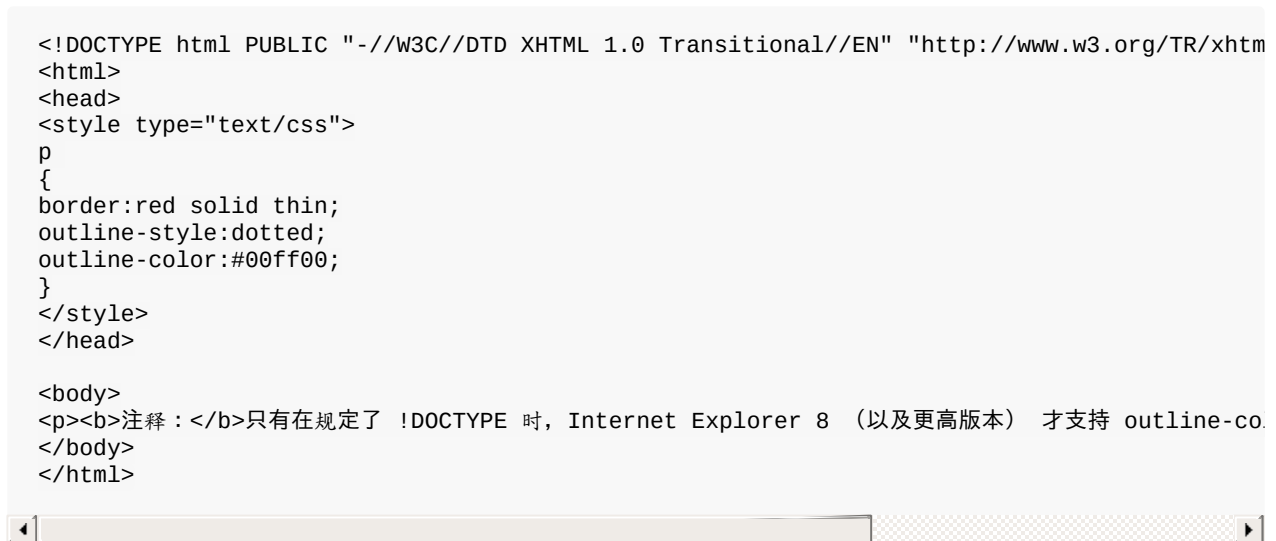 <!DOCTYPE html PUBLIC "-//W3C//DTD XHTML 1.0 Transitional//EN" "http://www.w3.org/TR/xhtm
<html>
<head>
<style type="text/css">
p
{
border:red solid thin;
outline-style:dotted;
outline-color:#00ff00;
}
</style>
</head>
<body>
<p><b>注释：</b>只有在规定了 !DOCTYPE 时，Internet Explorer 8 （以及更高版本） 才支持 outline-co
</body>
</html>